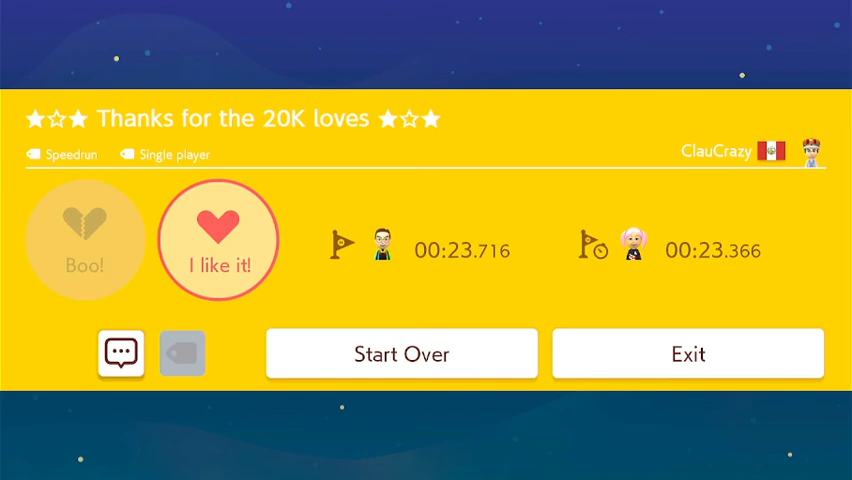 ★☆★ Thanks for the 20K loves ★☆★
Speedrun Single player
ClauCrazy
Boo!
I like it!
00:23.716
00:23.366
Start Over
Exit